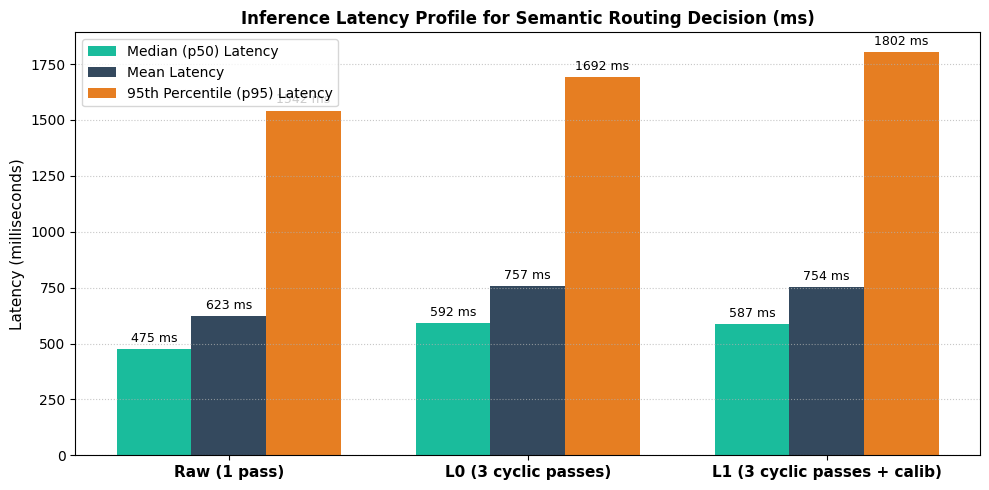 Inference Latency Profile for Semantic Routing Decision (ms)
Median (p50) Latency
Mean Latency
95th Percentile (p95) Latency
Latency (milliseconds)
1750
1500
1250
1000
750
500
250
0
475 ms
623 ms
1542 ms
592 ms
757 ms
1692 ms
587 ms
754 ms
1802 ms
Raw (1 pass)
L0 (3 cyclic passes)
L1 (3 cyclic passes + calib)